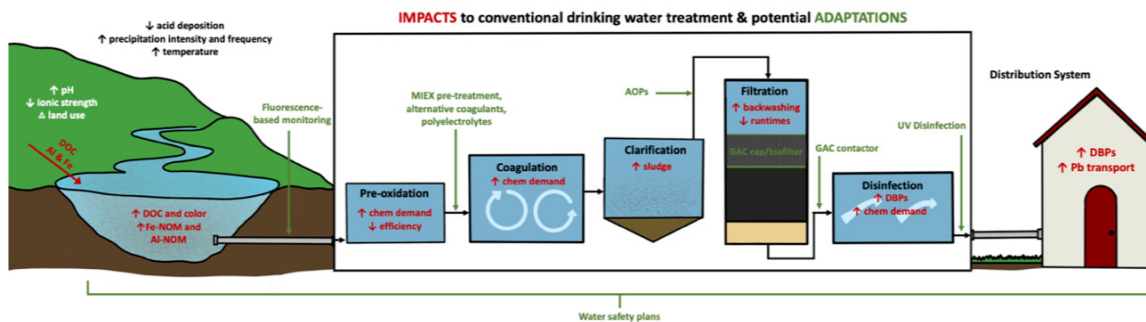 IMPACTS to conventional drinking water treatment & potential ADAPTATIONS
↓ acid deposition
↑ precipitation intensity and frequency
↑ temperature
↑ pH
↓ ionic strength
△ land use
DOC
Al & Fe
↑ DOC and color
↑ Fe-NOM and
Al-NOM
Fluorescence-
based monitoring
Pre-oxidation
↑ chem demand
↓ efficiency
MIEX pre-treatment,
alternative coagulants,
polyelectrolytes
Coagulation
↑ chem demand
Clarification
↑ sludge
AOPs
Filtration
↑ backwashing
↓ runtimes
GAC cap/biofilter
GAC contactor
Disinfection
↑ DBPs
↑ chem demand
UV Disinfection
Distribution System
↑ DBPs
↑ Pb transport
Water safety plans